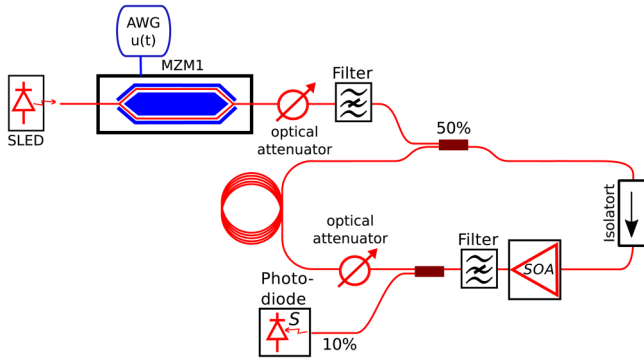 AWG
u(t)
MZM1
SLED
optical
attenuator
Filter
50%
Isolatort
optical
attenuator
Filter
SOA
Photo-
diode
S
10%